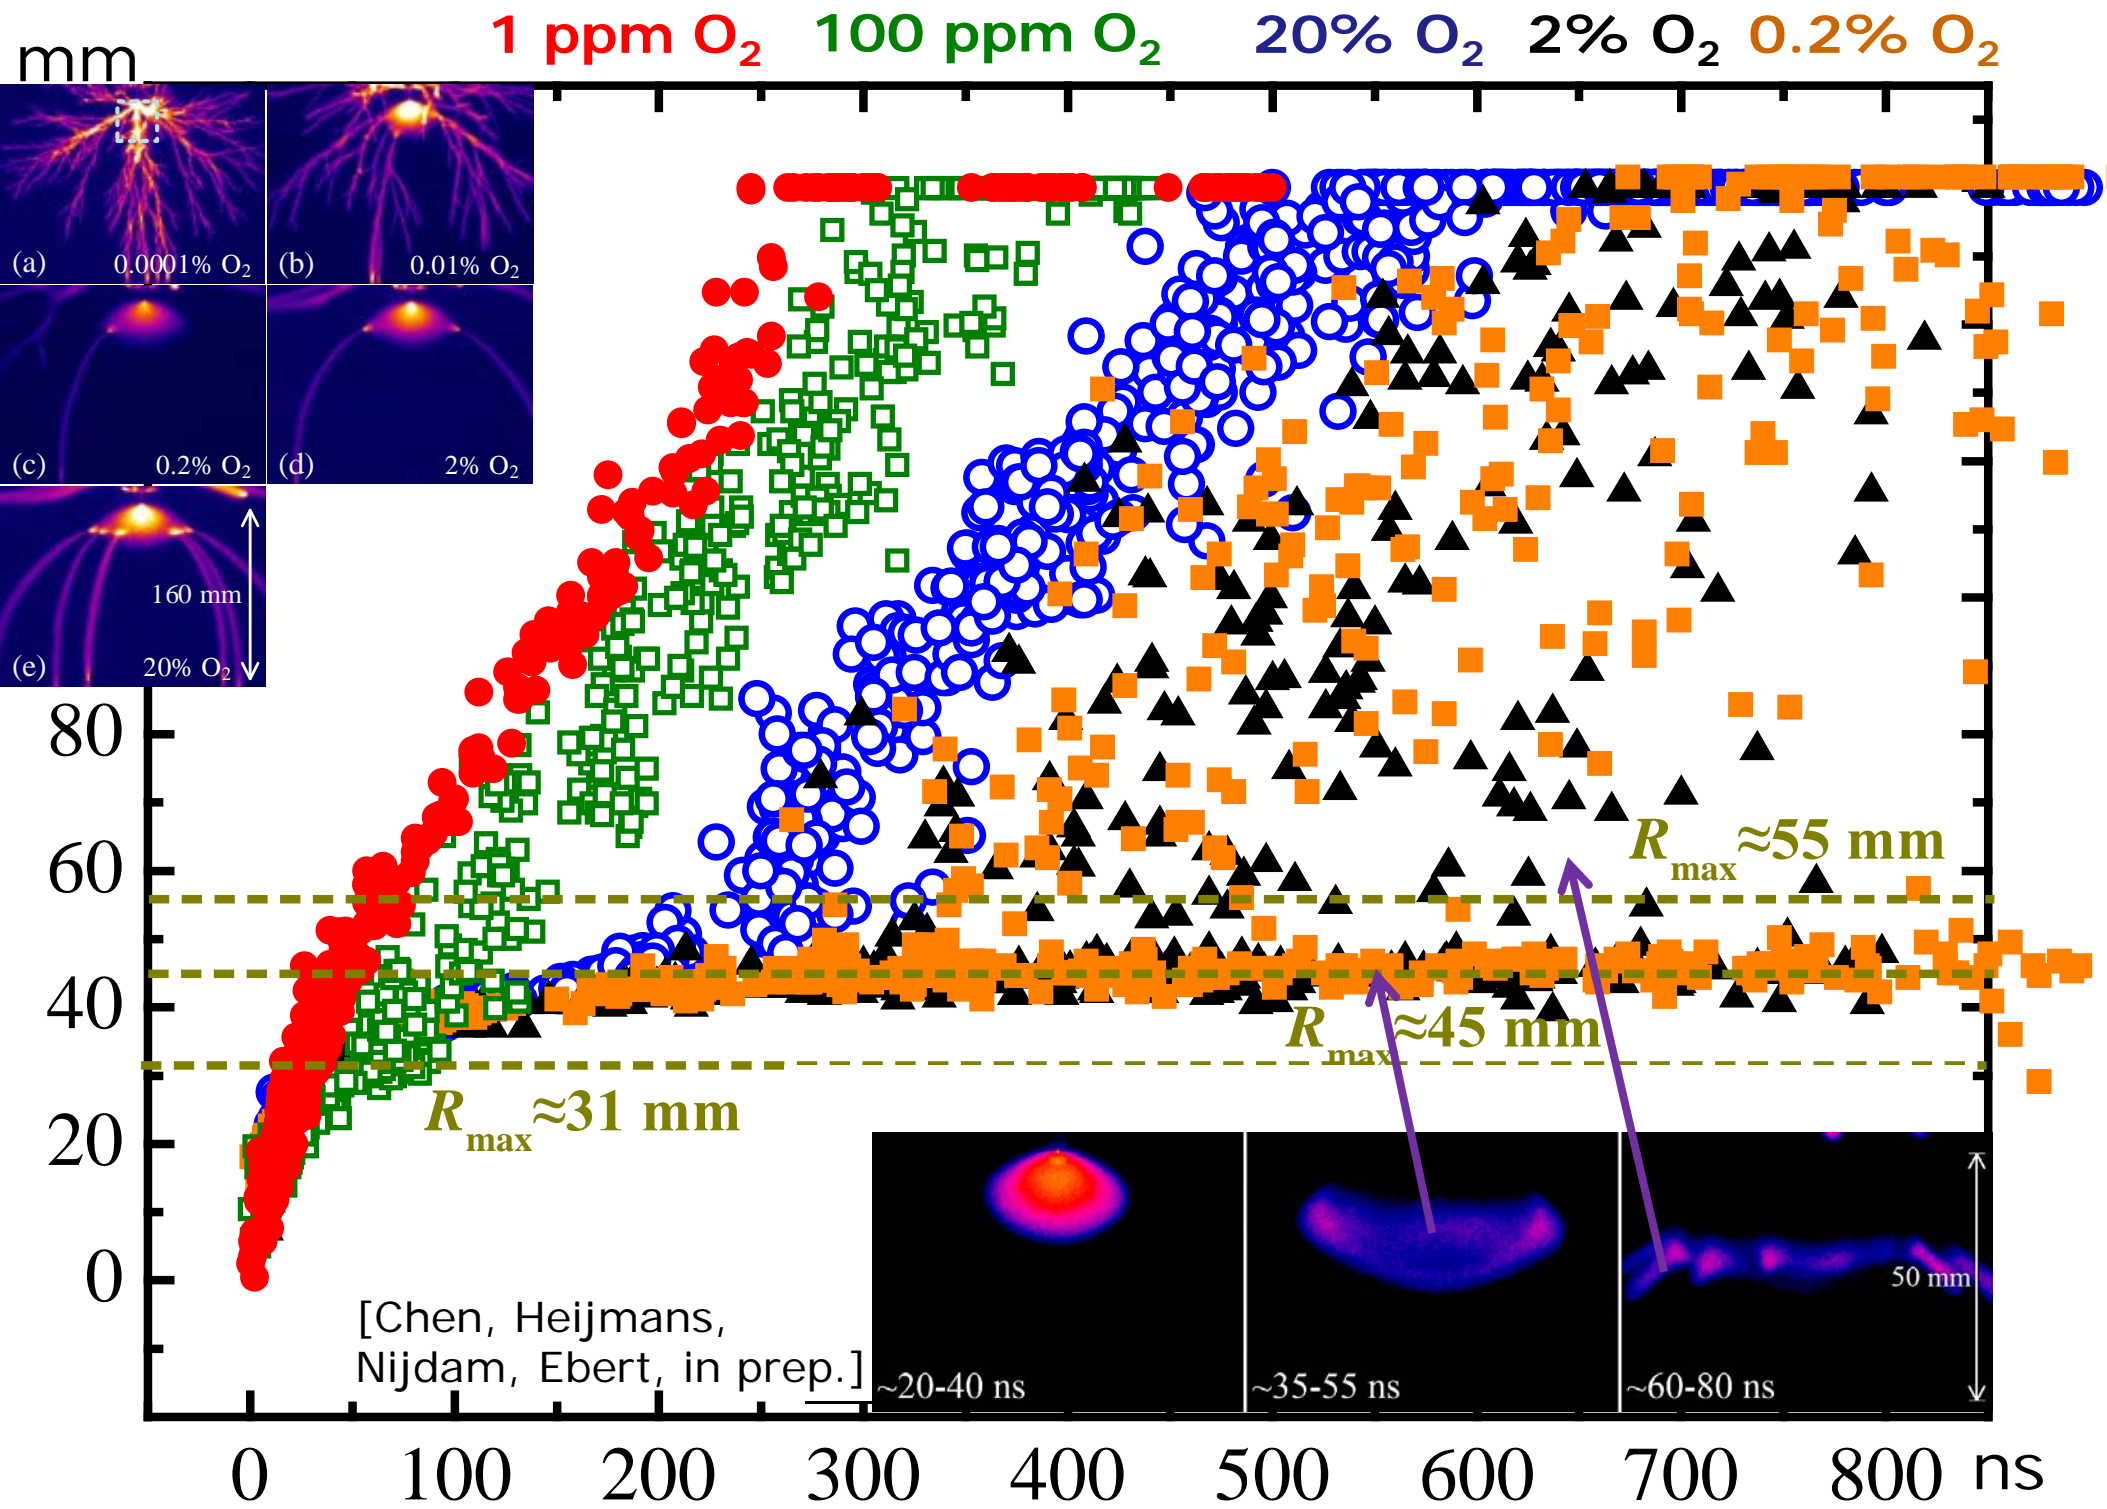 1 ppm O₂ 100 ppm O₂ 20% O₂ 2% O₂ 0.2% O₂
mm
(a) 0.0001% O₂
(b) 0.01% O₂
(c) 0.2% O₂
(d) 2% O₂
160 mm
(e) 20% O₂
80
60
40
20
0
Rmax≈55 mm
Rmax≈45 mm
Rmax≈31 mm
50 mm
[Chen, Heijmans,
Nijdam, Ebert, in prep.]
~20-40 ns
~35-55 ns
~60-80 ns
0 100 200 300 400 500 600 700 800 ns